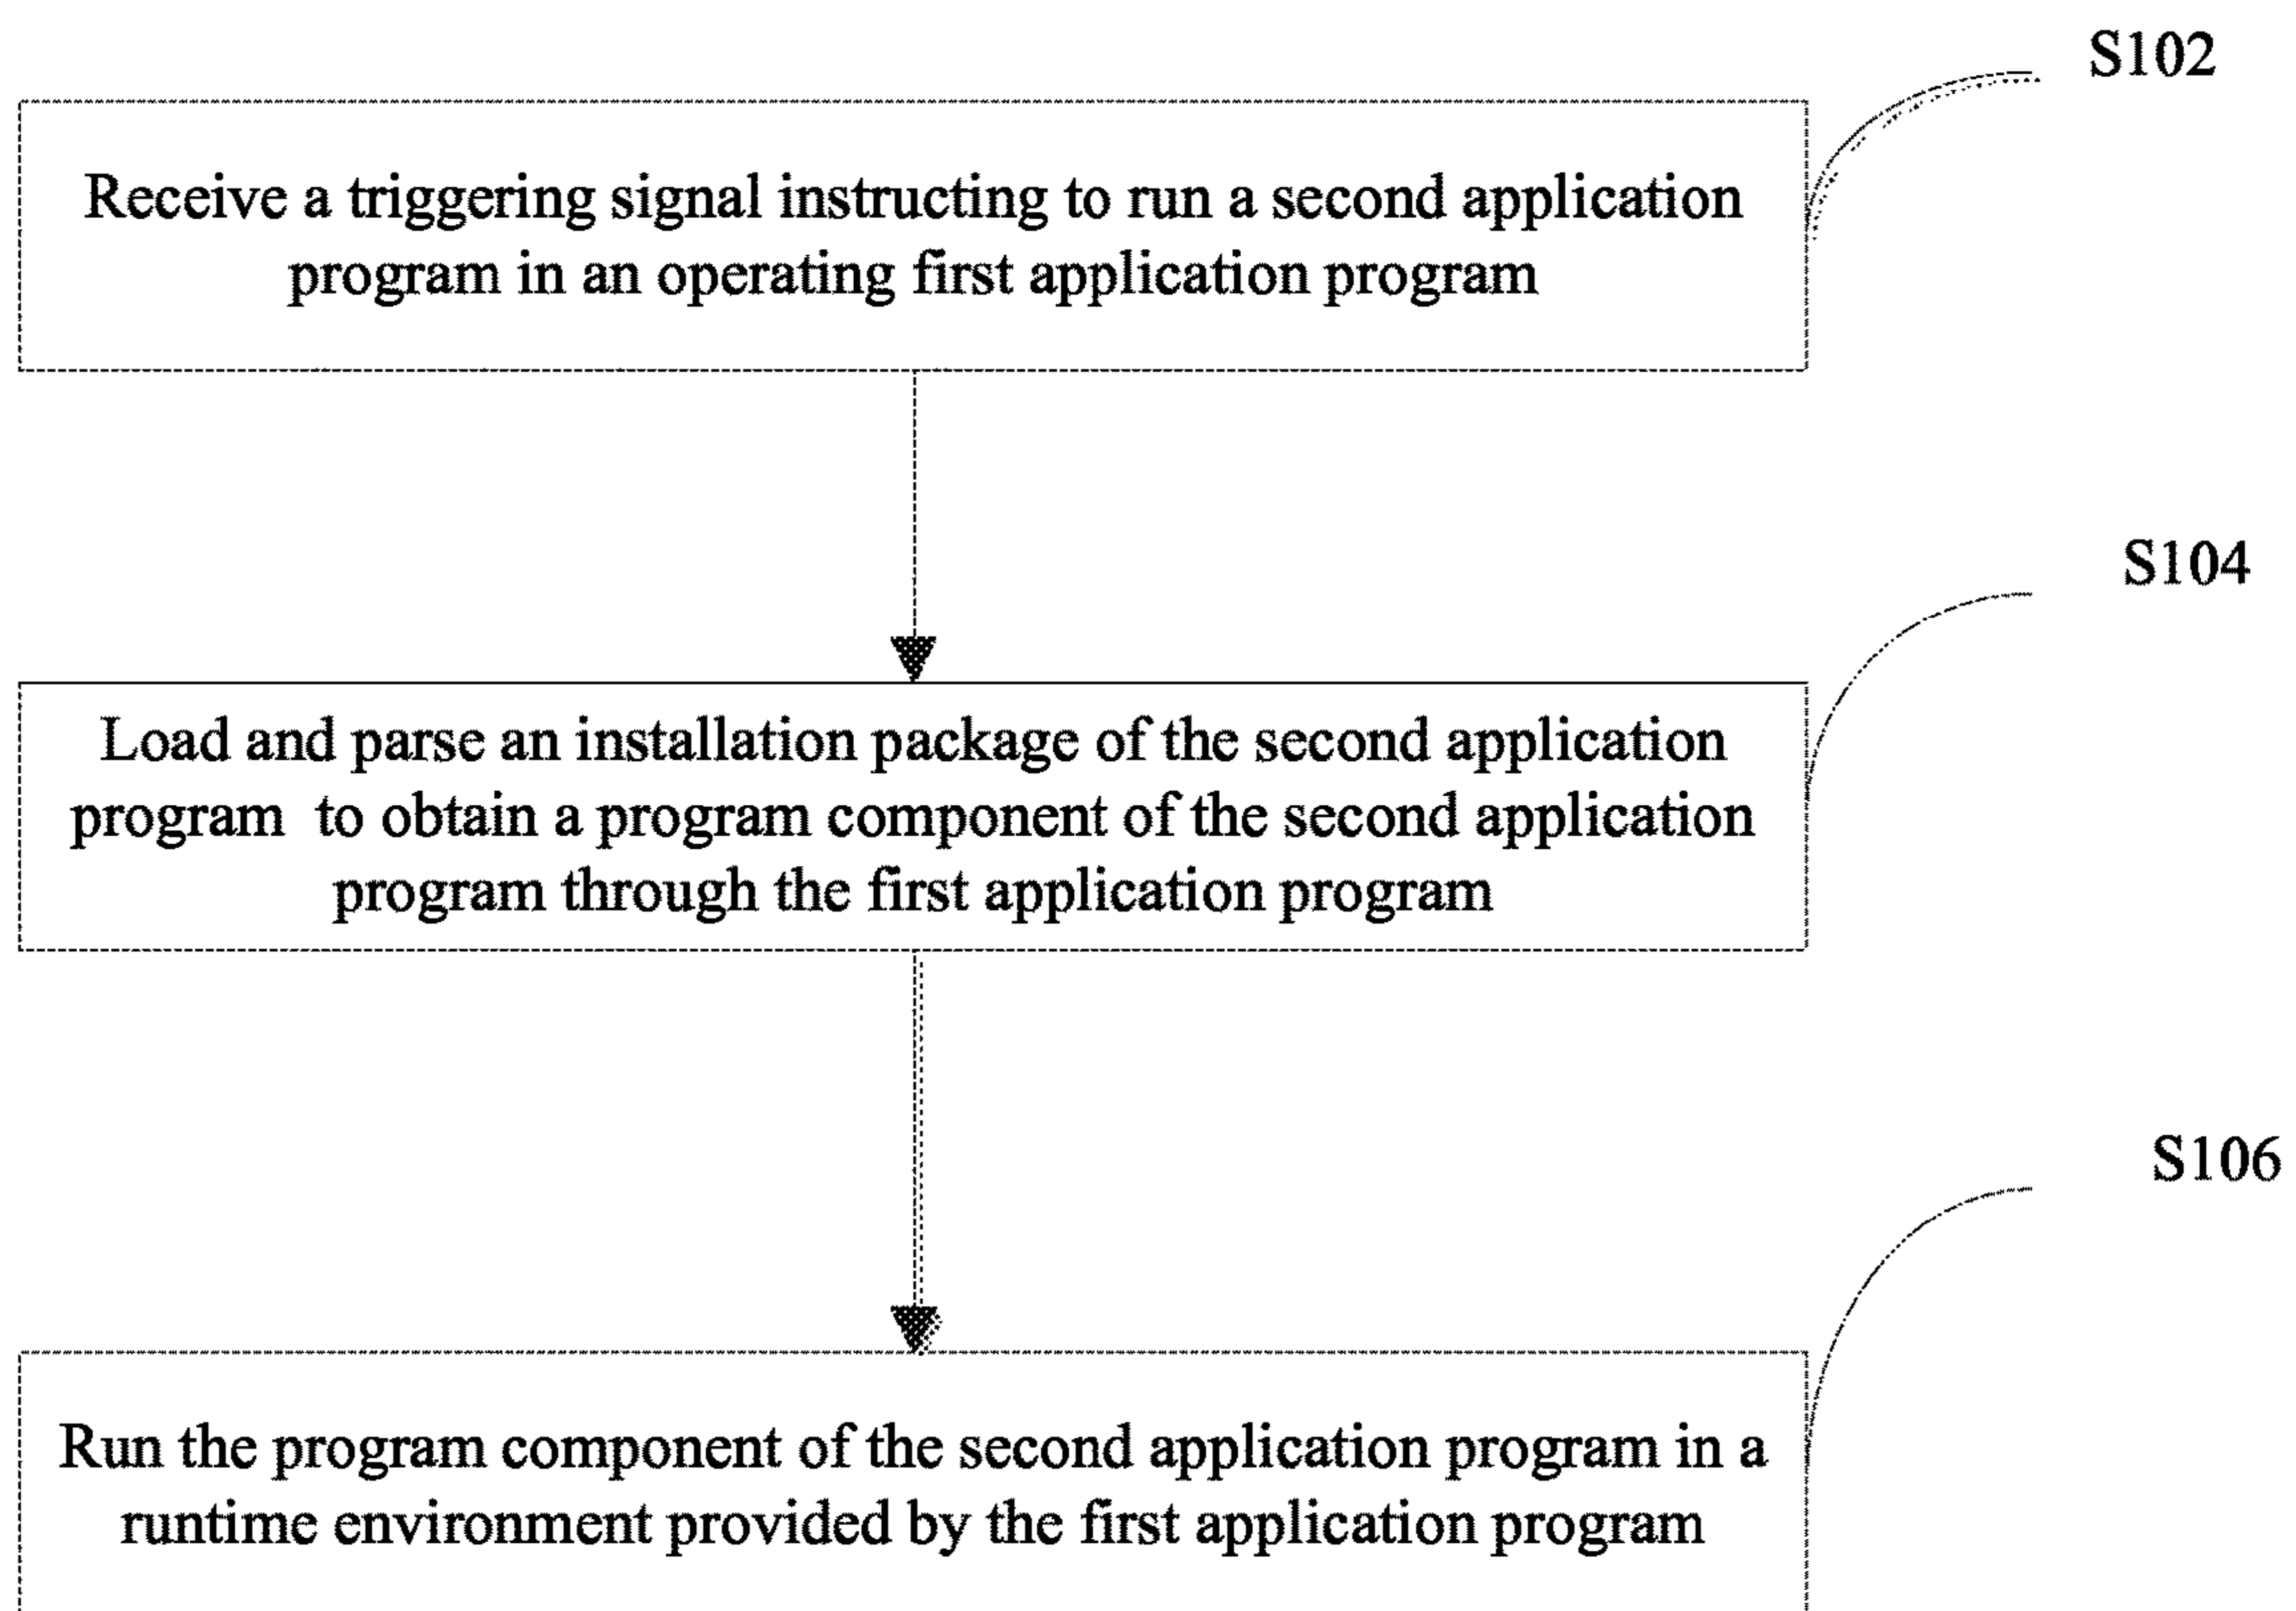 S102
Receive a triggering signal instructing to run a second application
program in an operating first application program
S104
Load and parse an installation package of the second application
program to obtain a program component of the second application
program through the first application program
S106
Run the program component of the second application program in a
runtime environment provided by the first application program